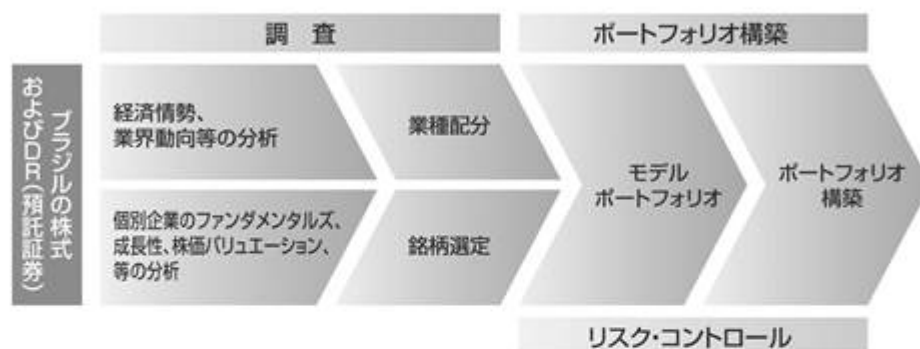 調 査
ポートフォリオ構築
ブラジルの株式
およびDR(預託証券)
経済情勢、
業界動向等の分析
業種配分
個別企業のファンダメンタルズ、
成長性、株価バリュエーション、
等の分析
銘柄選定
モデル
ポートフォリオ
ポートフォリオ
構築
リスク・コントロール